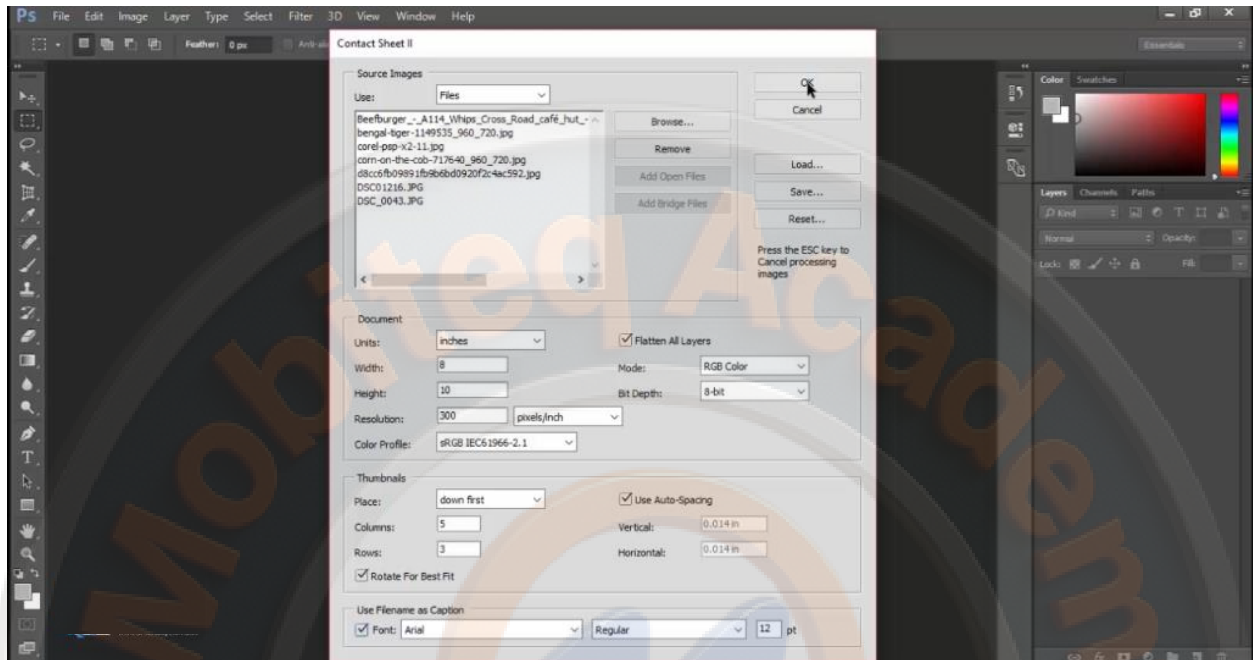 Ps File Edit Image Layer Type Select Filter 3D View Window Help
Feather: 0 px
Essentials
Contact Sheet II
Source Images
Use: Files
Beefburger_-_A114_Whips_Cross_Road_café_hut_-
bengal-tiger-1149535_960_720.jpg
corel-psp-x2-11.jpg
corn-on-the-cob-717640_960_720.jpg
d8cc6fb09891fb9b6bd0920f2c4ac592.jpg
DSC01216.JPG
DSC_0043.JPG
Browse...
Remove
Add Open Files
Add Bridge Files
OK
Cancel
Load...
Save...
Reset...
Press the ESC key to
Cancel processing
images
Document
Units: inches
Width: 8
Height: 10
Resolution: 300 pixels/inch
Color Profile: sRGB IEC61966-2.1
Flatten All Layers
Mode: RGB Color
Bit Depth: 8-bit
Thumbnails
Place: down first
Columns: 5
Rows: 3
Rotate For Best Fit
Use Auto-Spacing
Vertical: 0.014 in
Horizontal: 0.014 in
Use Filename as Caption
Font: Arial Regular 12 pt
Color Swatches
Layers Channels Paths
Kind
Normal Opacity:
Lock: Fill:
Mobiteq Academ